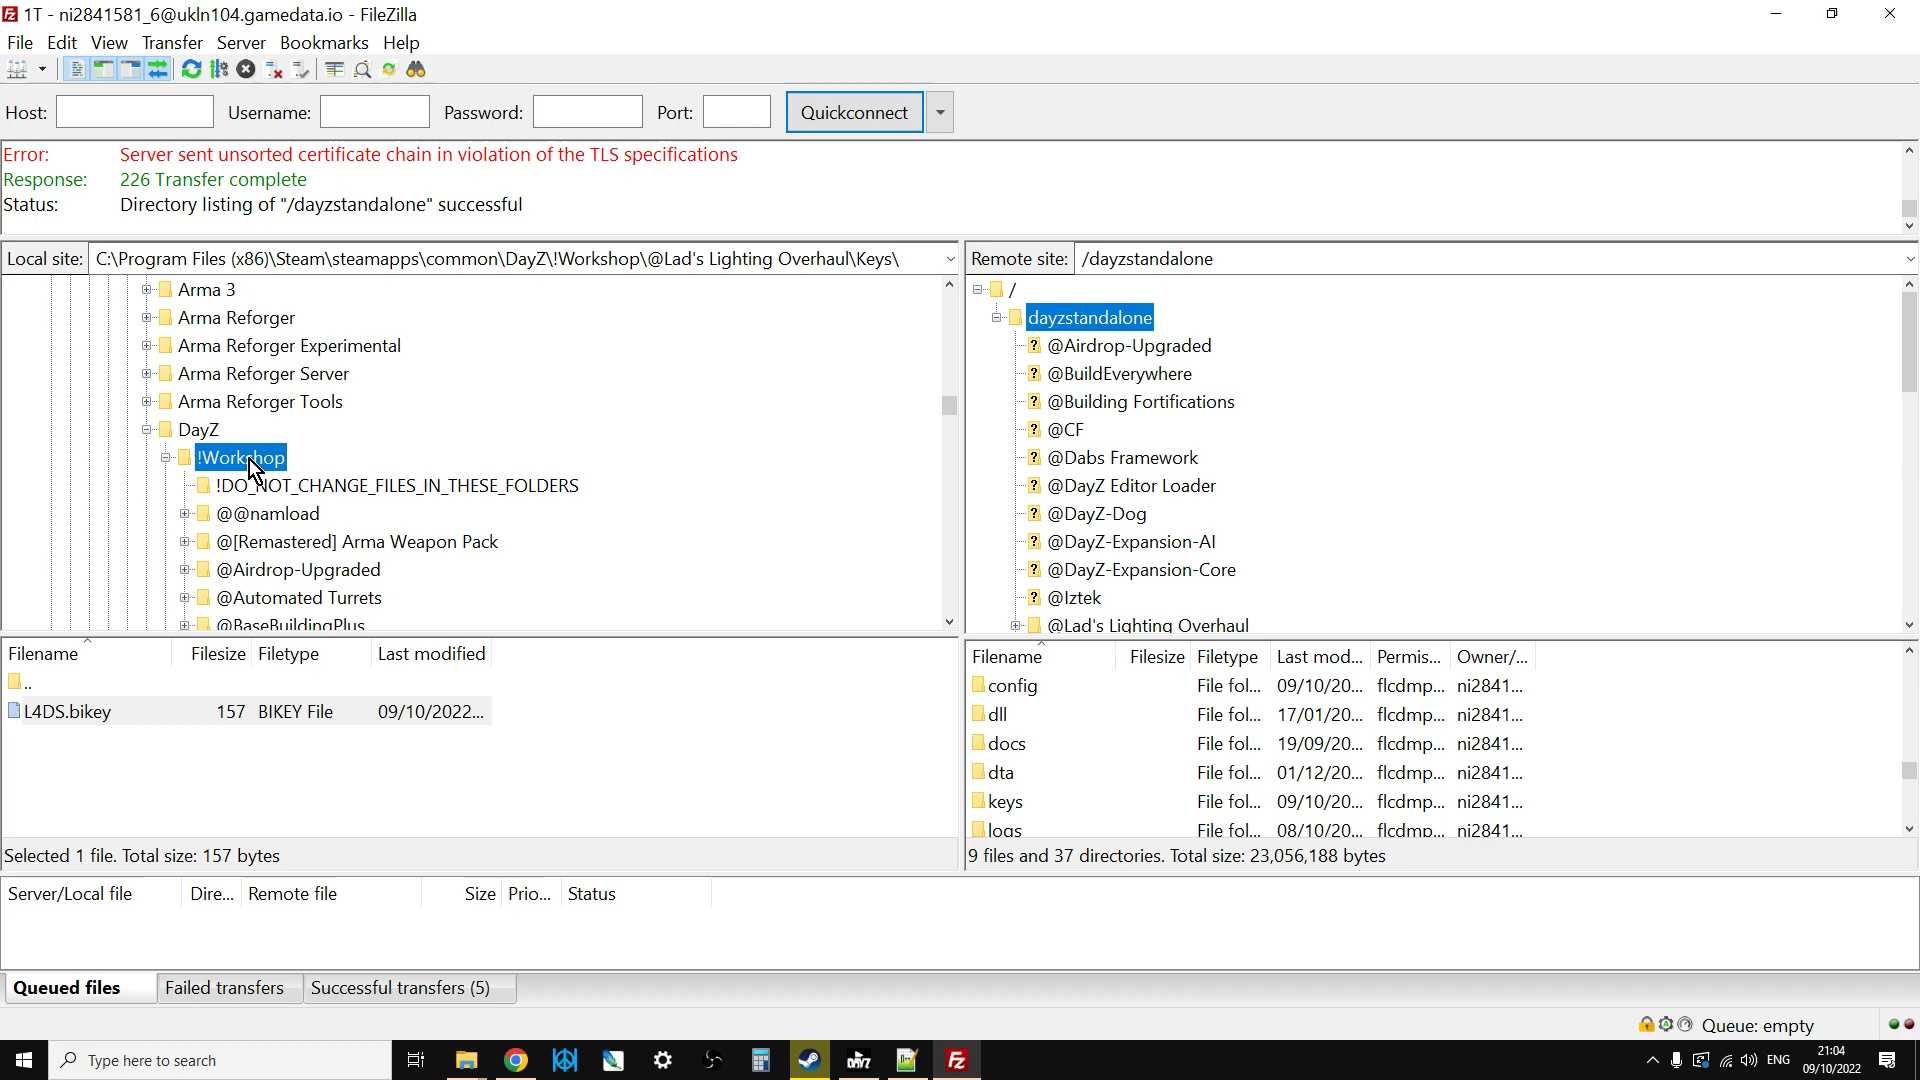 1T - ni2841581_6@ukln104.gamedata.io - FileZilla
File Edit View Transfer Server Bookmarks Help
Host: Username: Password: Port: Quickconnect
Error: Server sent unsorted certificate chain in violation of the TLS specifications
Response: 226 Transfer complete
Status: Directory listing of "/dayzstandalone" successful
Local site: C:\Program Files (x86)\Steam\steamapps\common\DayZ\!Workshop\@Lad's Lighting Overhaul\Keys\
Arma 3
Arma Reforger
Arma Reforger Experimental
Arma Reforger Server
Arma Reforger Tools
DayZ
!Workshop
!DO_NOT_CHANGE_FILES_IN_THESE_FOLDERS
@@namload
@[Remastered] Arma Weapon Pack
@Airdrop-Upgraded
@Automated Turrets
@BaseBuildingPlus
Remote site: /dayzstandalone
/
dayzstandalone
@Airdrop-Upgraded
@BuildEverywhere
@Building Fortifications
@CF
@Dabs Framework
@DayZ Editor Loader
@DayZ-Dog
@DayZ-Expansion-AI
@DayZ-Expansion-Core
@Iztek
@Lad's Lighting Overhaul
Filename Filesize Filetype Last modified
..
L4DS.bikey 157 BIKEY File 09/10/2022...
Selected 1 file. Total size: 157 bytes
Filename Filesize Filetype Last mod... Permis... Owner/...
config File fol... 09/10/20... flcdmp... ni2841...
dll File fol... 17/01/20... flcdmp... ni2841...
docs File fol... 19/09/20... flcdmp... ni2841...
dta File fol... 01/12/20... flcdmp... ni2841...
keys File fol... 09/10/20... flcdmp... ni2841...
logs File fol... 08/10/20... flcdmp... ni2841...
9 files and 37 directories. Total size: 23,056,188 bytes
Server/Local file Dire... Remote file Size Prio... Status
Queued files Failed transfers Successful transfers (5)
Queue: empty
Type here to search
DAYZ
ENG
21:04
09/10/2022